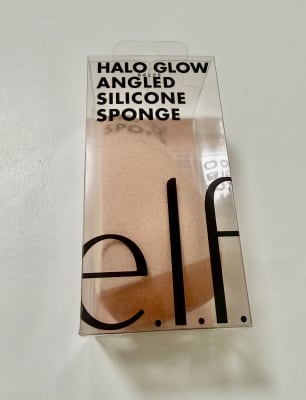 HALO GLOW
ANGLED
SILICONE
SPONGE
e.l.f.